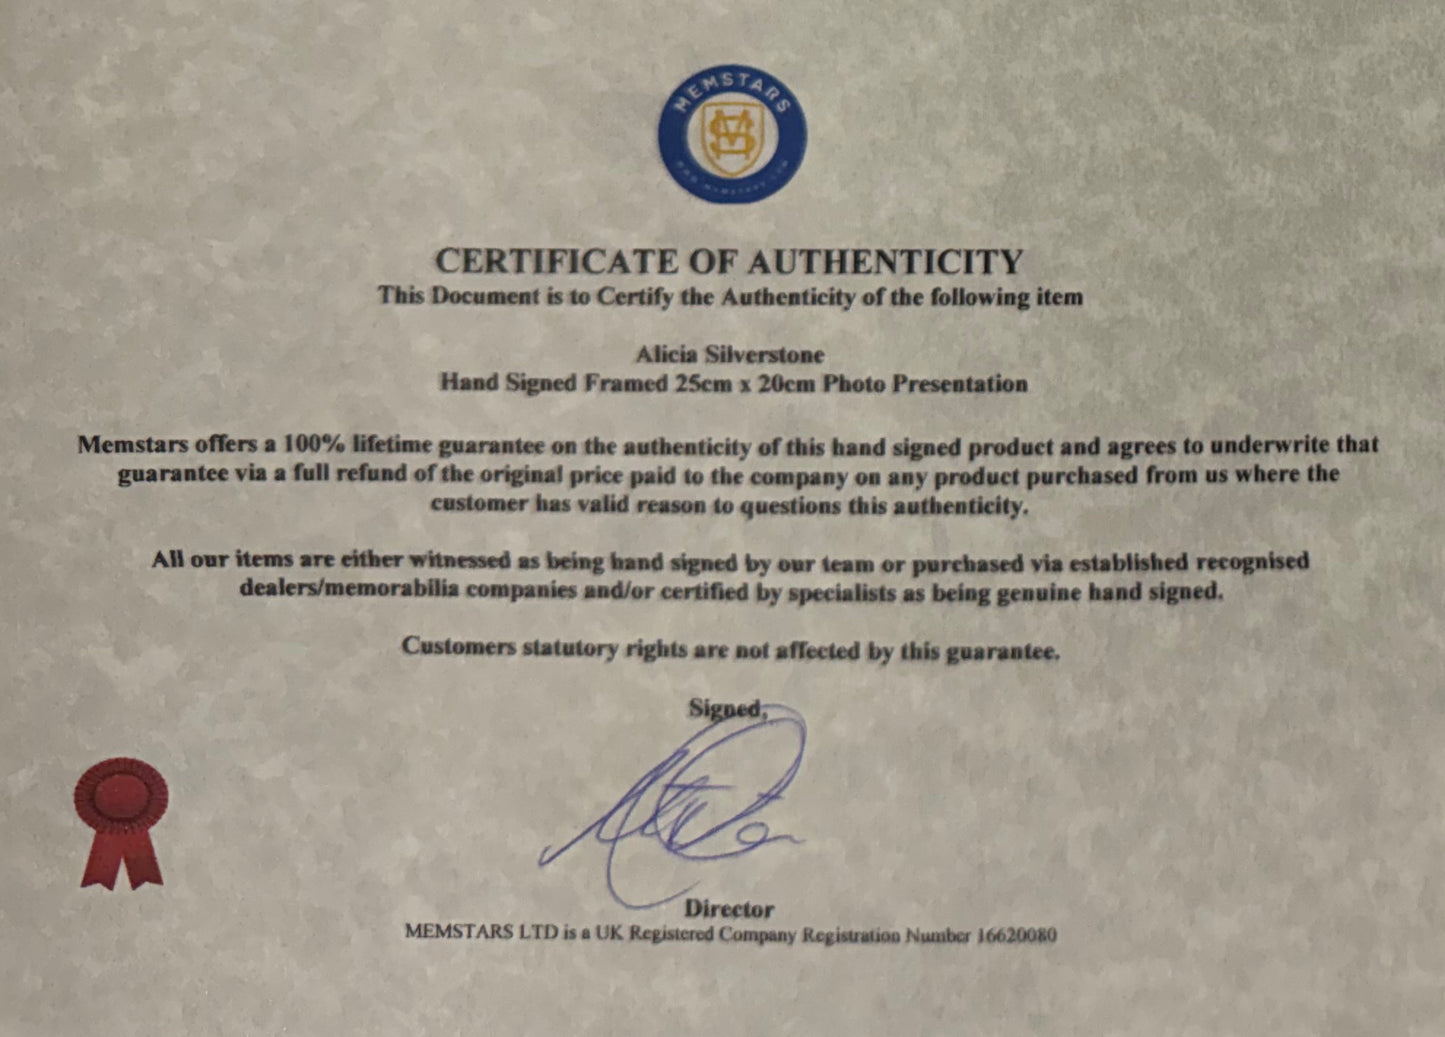 MEMSTARS
CERTIFICATE OF AUTHENTICITY
This Document is to Certify the Authenticity of the following item
Alicia Silverstone
Hand Signed Framed 25cm x 20cm Photo Presentation
Memstars offers a 100% lifetime guarantee on the authenticity of this hand signed product and agrees to underwrite that
guarantee via a full refund of the original price paid to the company on any product purchased from us where the
customer has valid reason to questions this authenticity.
All our items are either witnessed as being hand signed by our team or purchased via established recognised
dealers/memorabilia companies and/or certified by specialists as being genuine hand signed.
Customers statutory rights are not affected by this guarantee.
Signed,
Director
MEMSTARS LTD is a UK Registered Company Registration Number 16620080